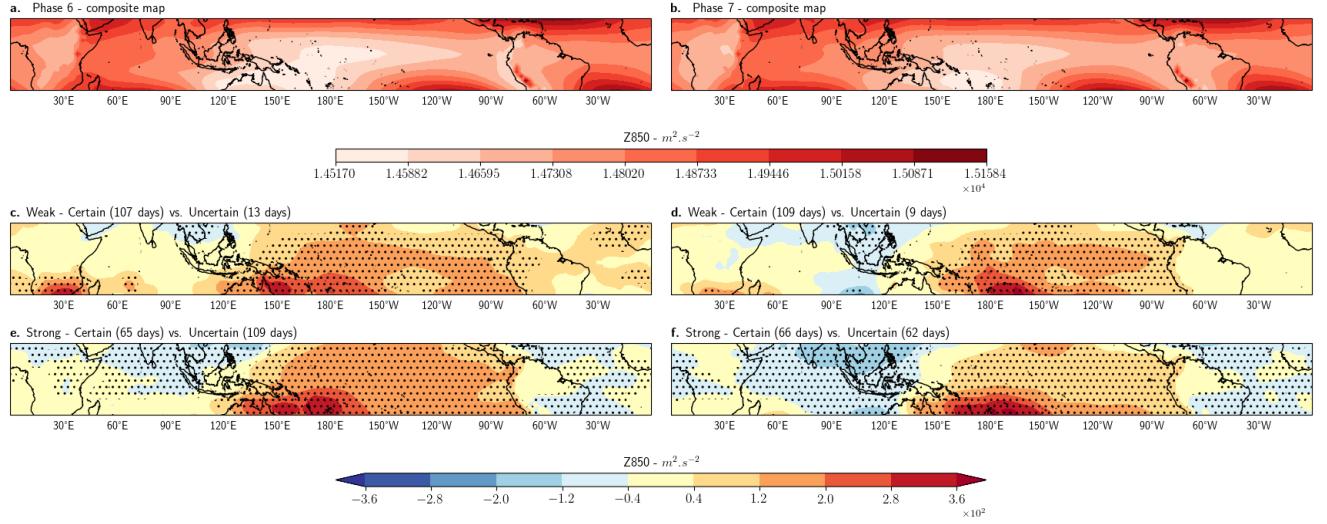 a. Phase 6 - composite map
b. Phase 7 - composite map
30°E 60°E 90°E 120°E 150°E 180°E 150°W 120°W 90°W 60°W 30°W
30°E 60°E 90°E 120°E 150°E 180°E 150°W 120°W 90°W 60°W 30°W
Z850 - m².s⁻²
1.45170 1.45882 1.46595 1.47308 1.48020 1.48733 1.49446 1.50158 1.50871 1.51584
×10⁴
c. Weak - Certain (107 days) vs. Uncertain (13 days)
d. Weak - Certain (109 days) vs. Uncertain (9 days)
30°E 60°E 90°E 120°E 150°E 180°E 150°W 120°W 90°W 60°W 30°W
30°E 60°E 90°E 120°E 150°E 180°E 150°W 120°W 90°W 60°W 30°W
e. Strong - Certain (65 days) vs. Uncertain (109 days)
f. Strong - Certain (66 days) vs. Uncertain (62 days)
30°E 60°E 90°E 120°E 150°E 180°E 150°W 120°W 90°W 60°W 30°W
30°E 60°E 90°E 120°E 150°E 180°E 150°W 120°W 90°W 60°W 30°W
Z850 - m².s⁻²
−3.6 −2.8 −2.0 −1.2 −0.4 0.4 1.2 2.0 2.8 3.6
×10²